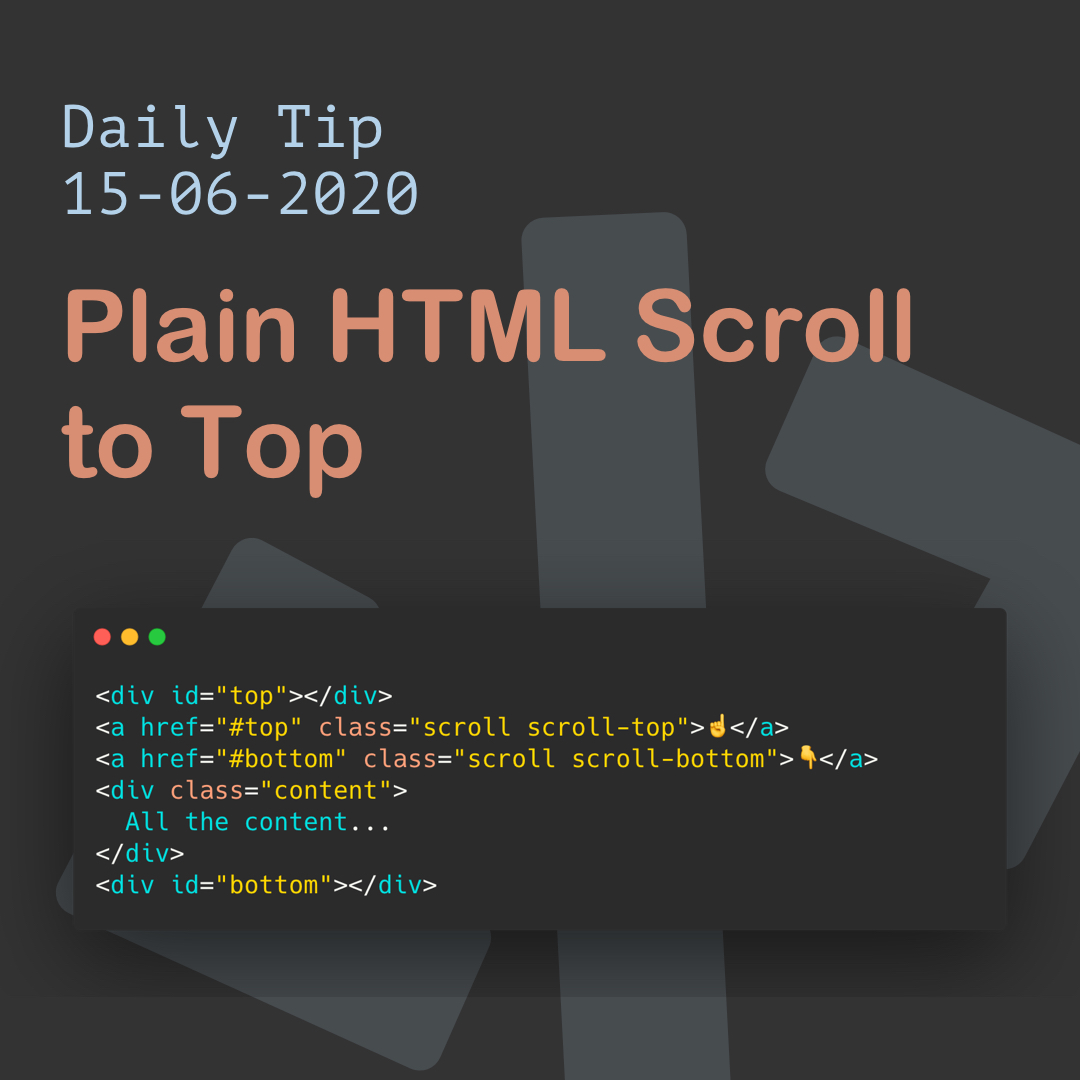 Daily Tip
15-06-2020
Plain HTML Scroll
to Top
<div id="top"></div>
<a href="#top" class="scroll scroll-top">☝</a>
<a href="#bottom" class="scroll scroll-bottom">👇</a>
<div class="content">
  All the content...
</div>
<div id="bottom"></div>